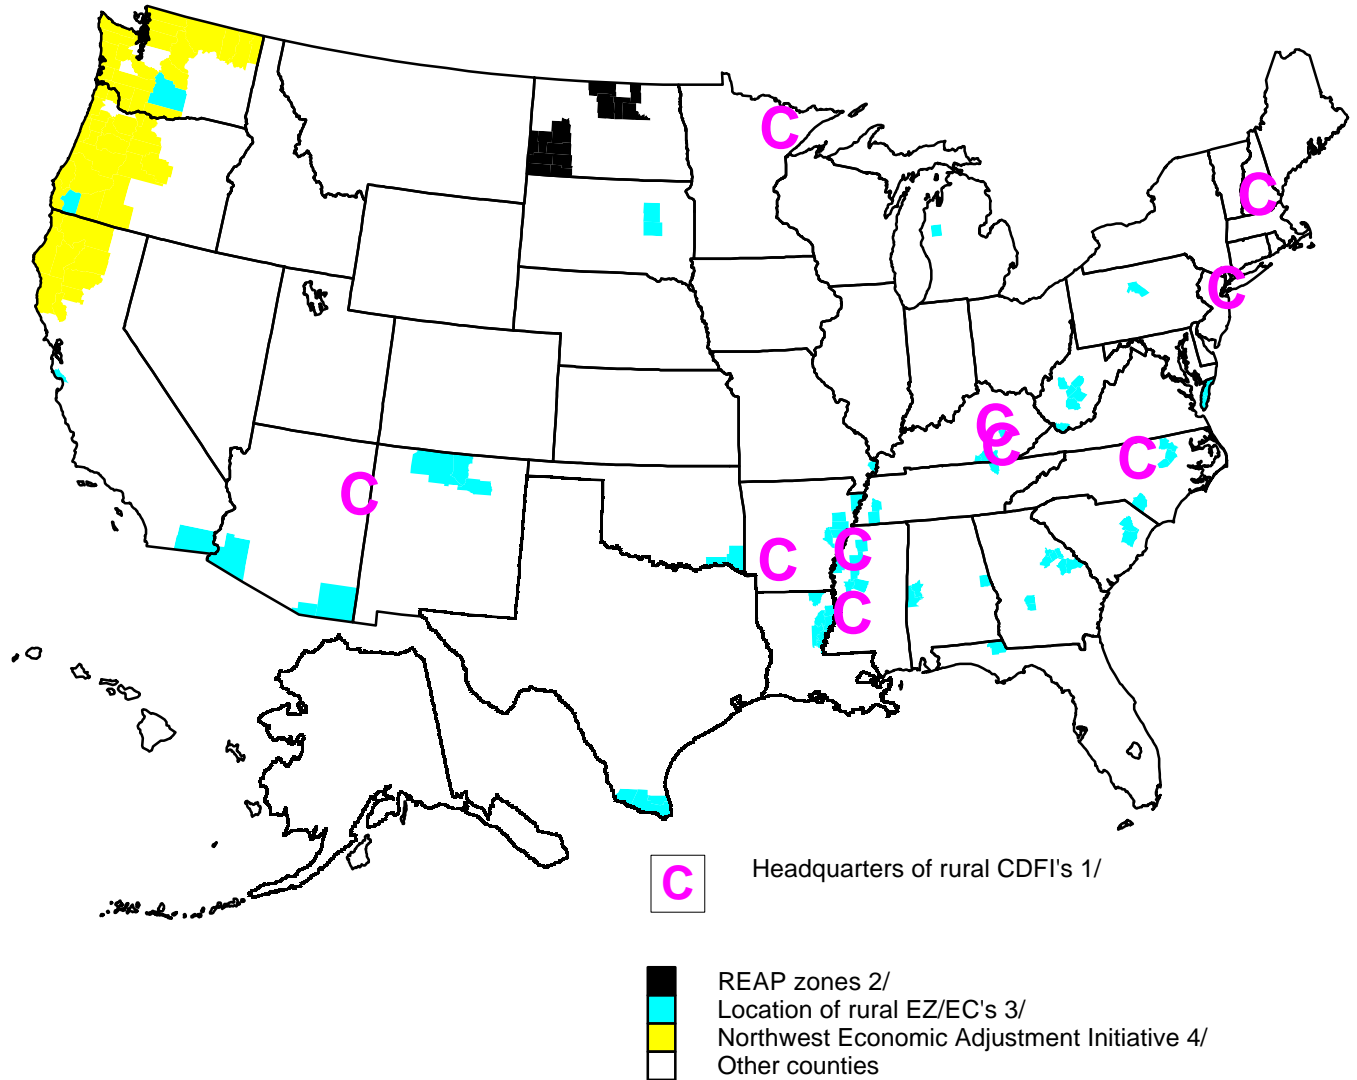 C
C
C
C
C
C
C
C
C
C
C Headquarters of rural CDFI's 1/
REAP zones 2/
Location of rural EZ/EC's 3/
Northwest Economic Adjustment Initiative 4/
Other counties